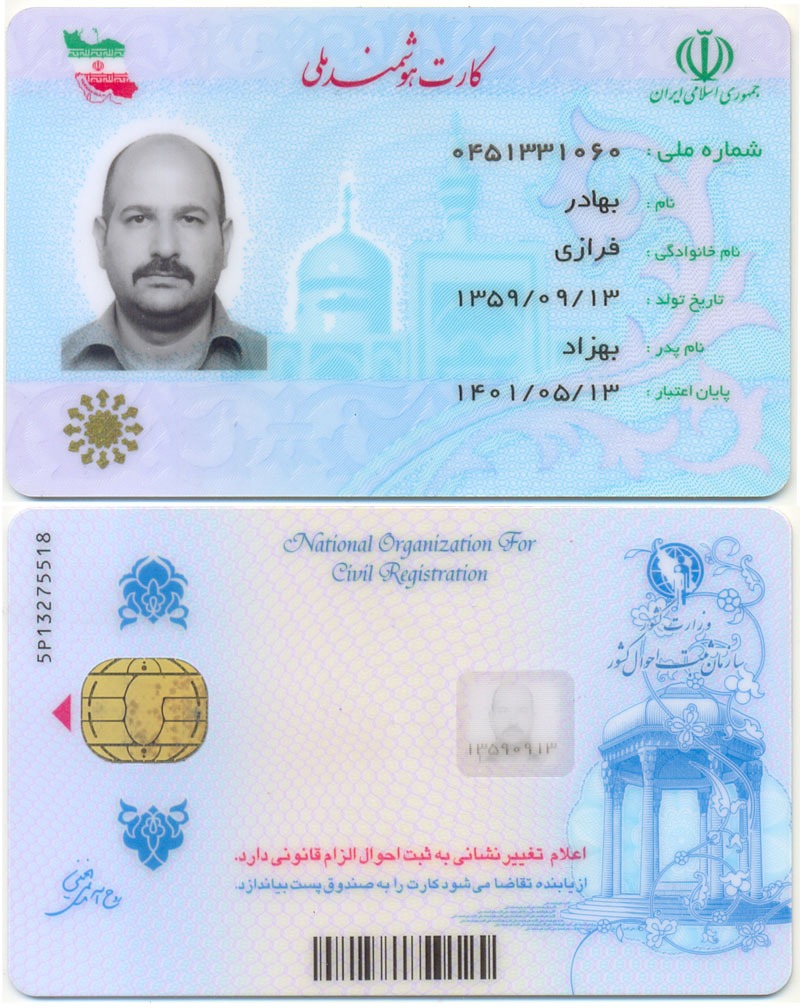 کارت هوشمند ملی
جمهوری اسلامی ایران
شماره ملی : ۰۴۵۱۳۳۱۰۶۰
نام : بهادر
نام خانوادگی : فرازی
تاریخ تولد : ۱۳۵۹/۰۹/۱۳
نام پدر : بهزاد
پایان اعتبار : ۱۴۰۱/۰۵/۱۳
5P13275518
National Organization For
Civil Registration
وزارت کشور
سازمان ثبت احوال کشور
۱۳۵۹۰۹۱۳
اعلام تغییر نشانی به ثبت احوال الزام قانونی دارد.
ازیابنده تقاضا می شود کارت را به صندوق پست بیاندازد.